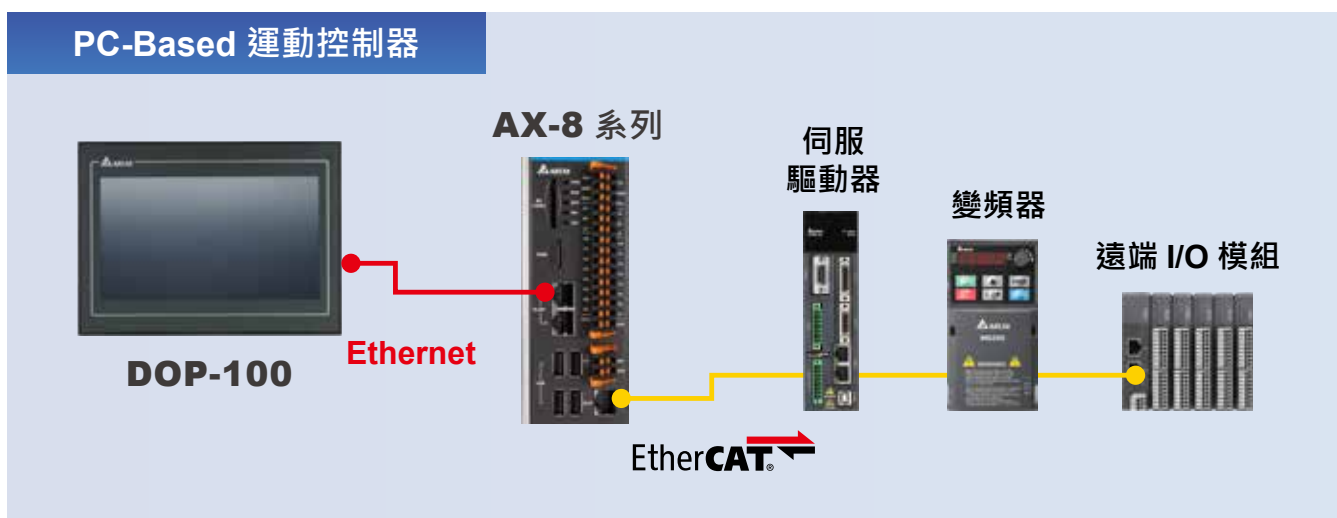 PC-Based 運動控制器
AX-8 系列
伺服
驅動器
變頻器
遠端 I/O 模組
DOP-100
Ethernet
EtherCAT®